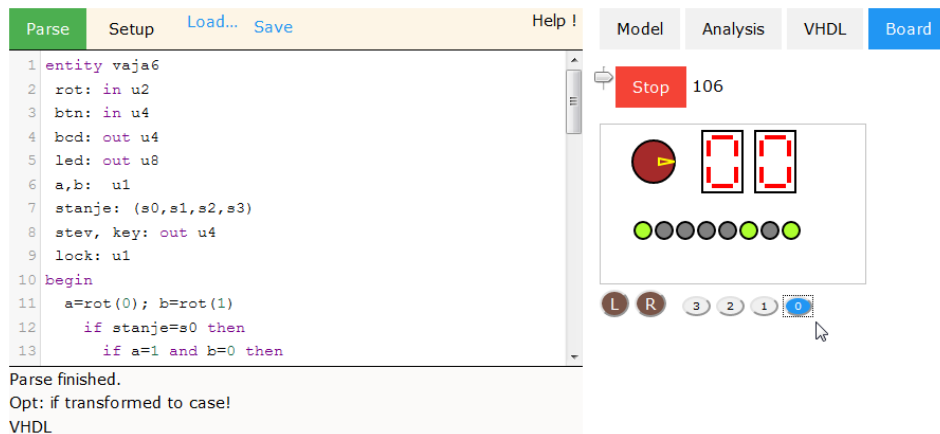 Parse Setup Load... Save Help !
1 entity vaja6
2 rot: in u2
3 btn: in u4
4 bcd: out u4
5 led: out u8
6 a,b: u1
7 stanje: (s0,s1,s2,s3)
8 stev, key: out u4
9 lock: u1
10 begin
11 a=rot(0); b=rot(1)
12 if stanje=s0 then
13 if a=1 and b=0 then
Parse finished.
Opt: if transformed to case!
VHDL
Model Analysis VHDL Board
Stop 106
00
L R 3 2 1 0